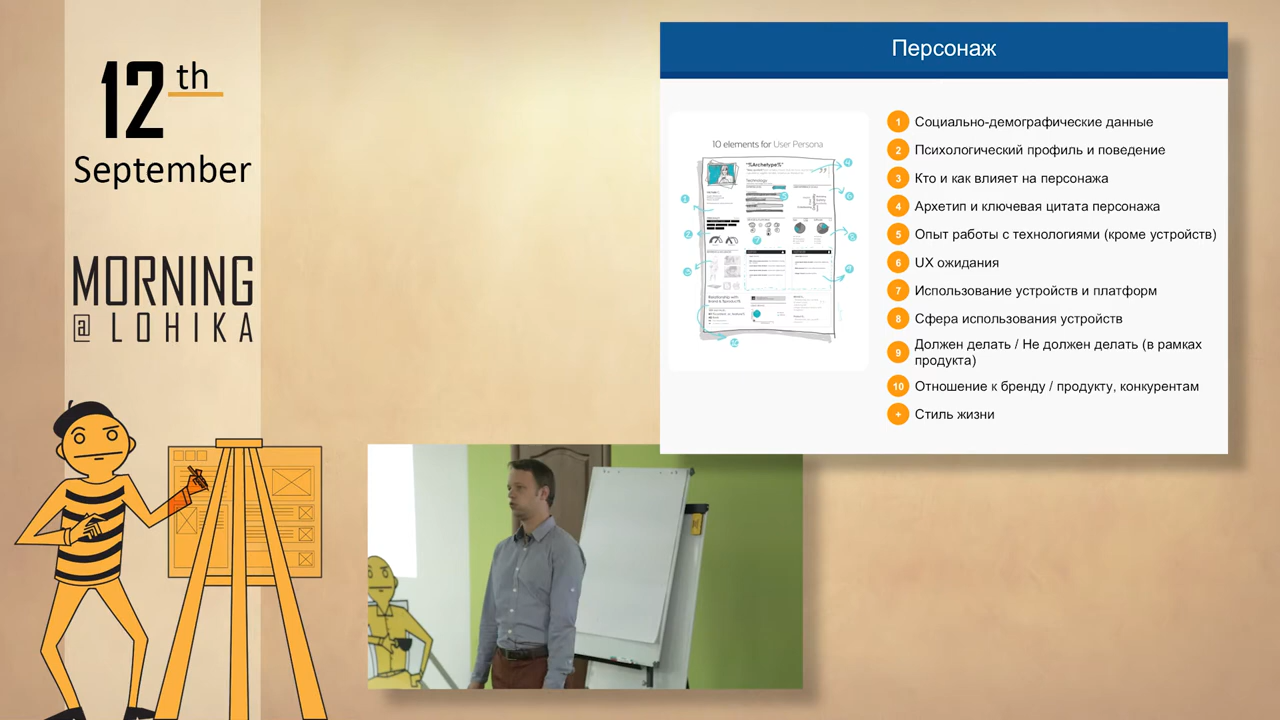 12th
September
MORNING
@ LOHIKA
Персонаж
10 elements for User Persona
"%Archetype%"
Technology
1 Социально-демографические данные
2 Психологический профиль и поведение
3 Кто и как влияет на персонажа
4 Архетип и ключевая цитата персонажа
5 Опыт работы с технологиями (кроме устройств)
6 UX ожидания
7 Использование устройств и платформ
8 Сфера использования устройств
9 Должен делать / Не должен делать (в рамках
продукта)
10 Отношение к бренду / продукту, конкурентам
+ Стиль жизни